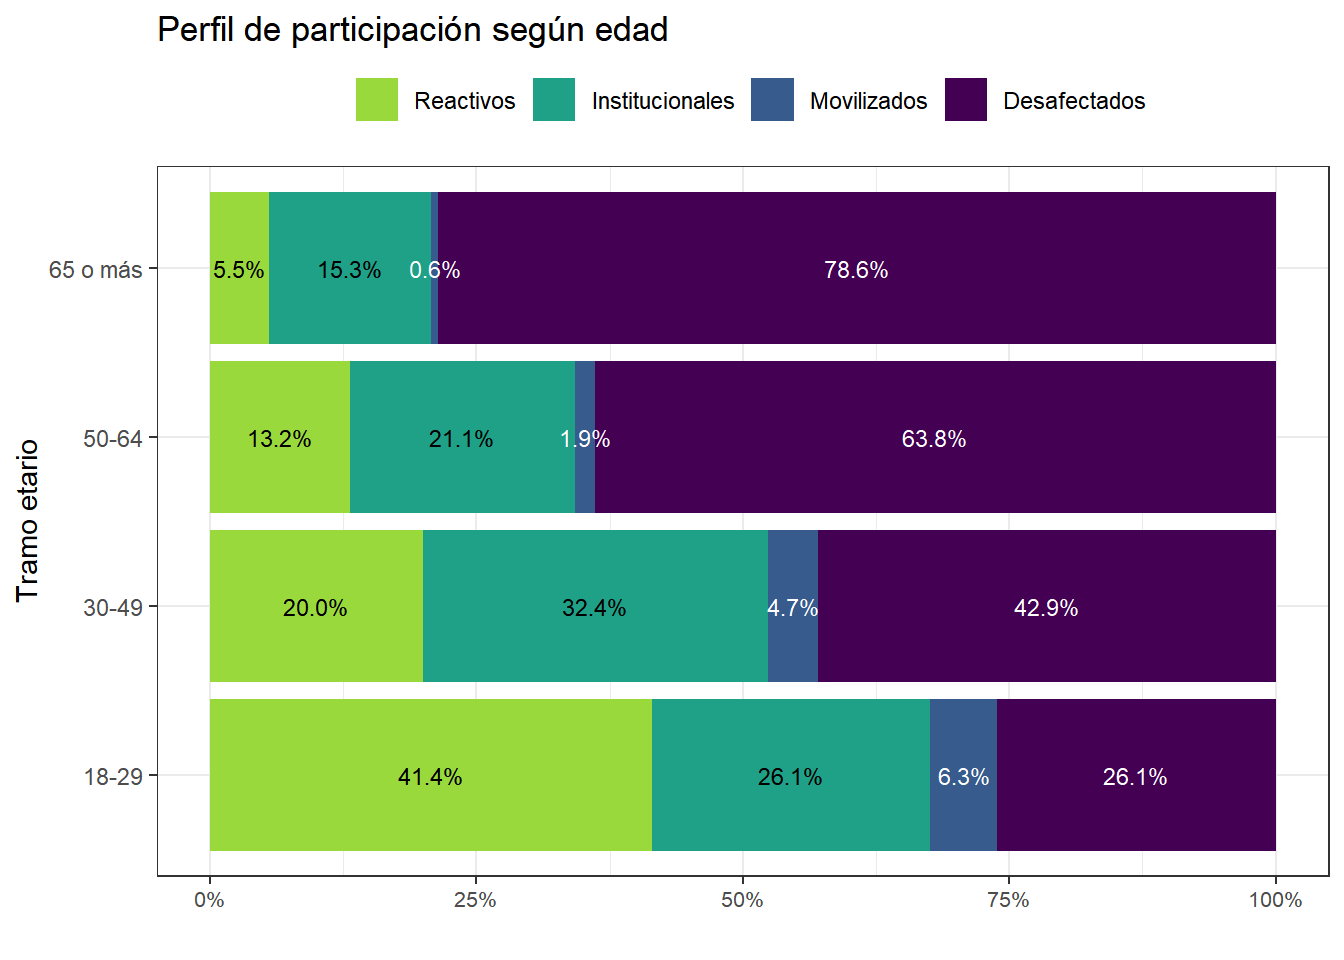 Perfil de participación según edad
Reactivos Institucionales Movilizados Desafectados
Tramo etario
65 o más 5.5% 15.3% 0.6% 78.6%
50-64 13.2% 21.1% 1.9% 63.8%
30-49 20.0% 32.4% 4.7% 42.9%
18-29 41.4% 26.1% 6.3% 26.1%
0% 25% 50% 75% 100%